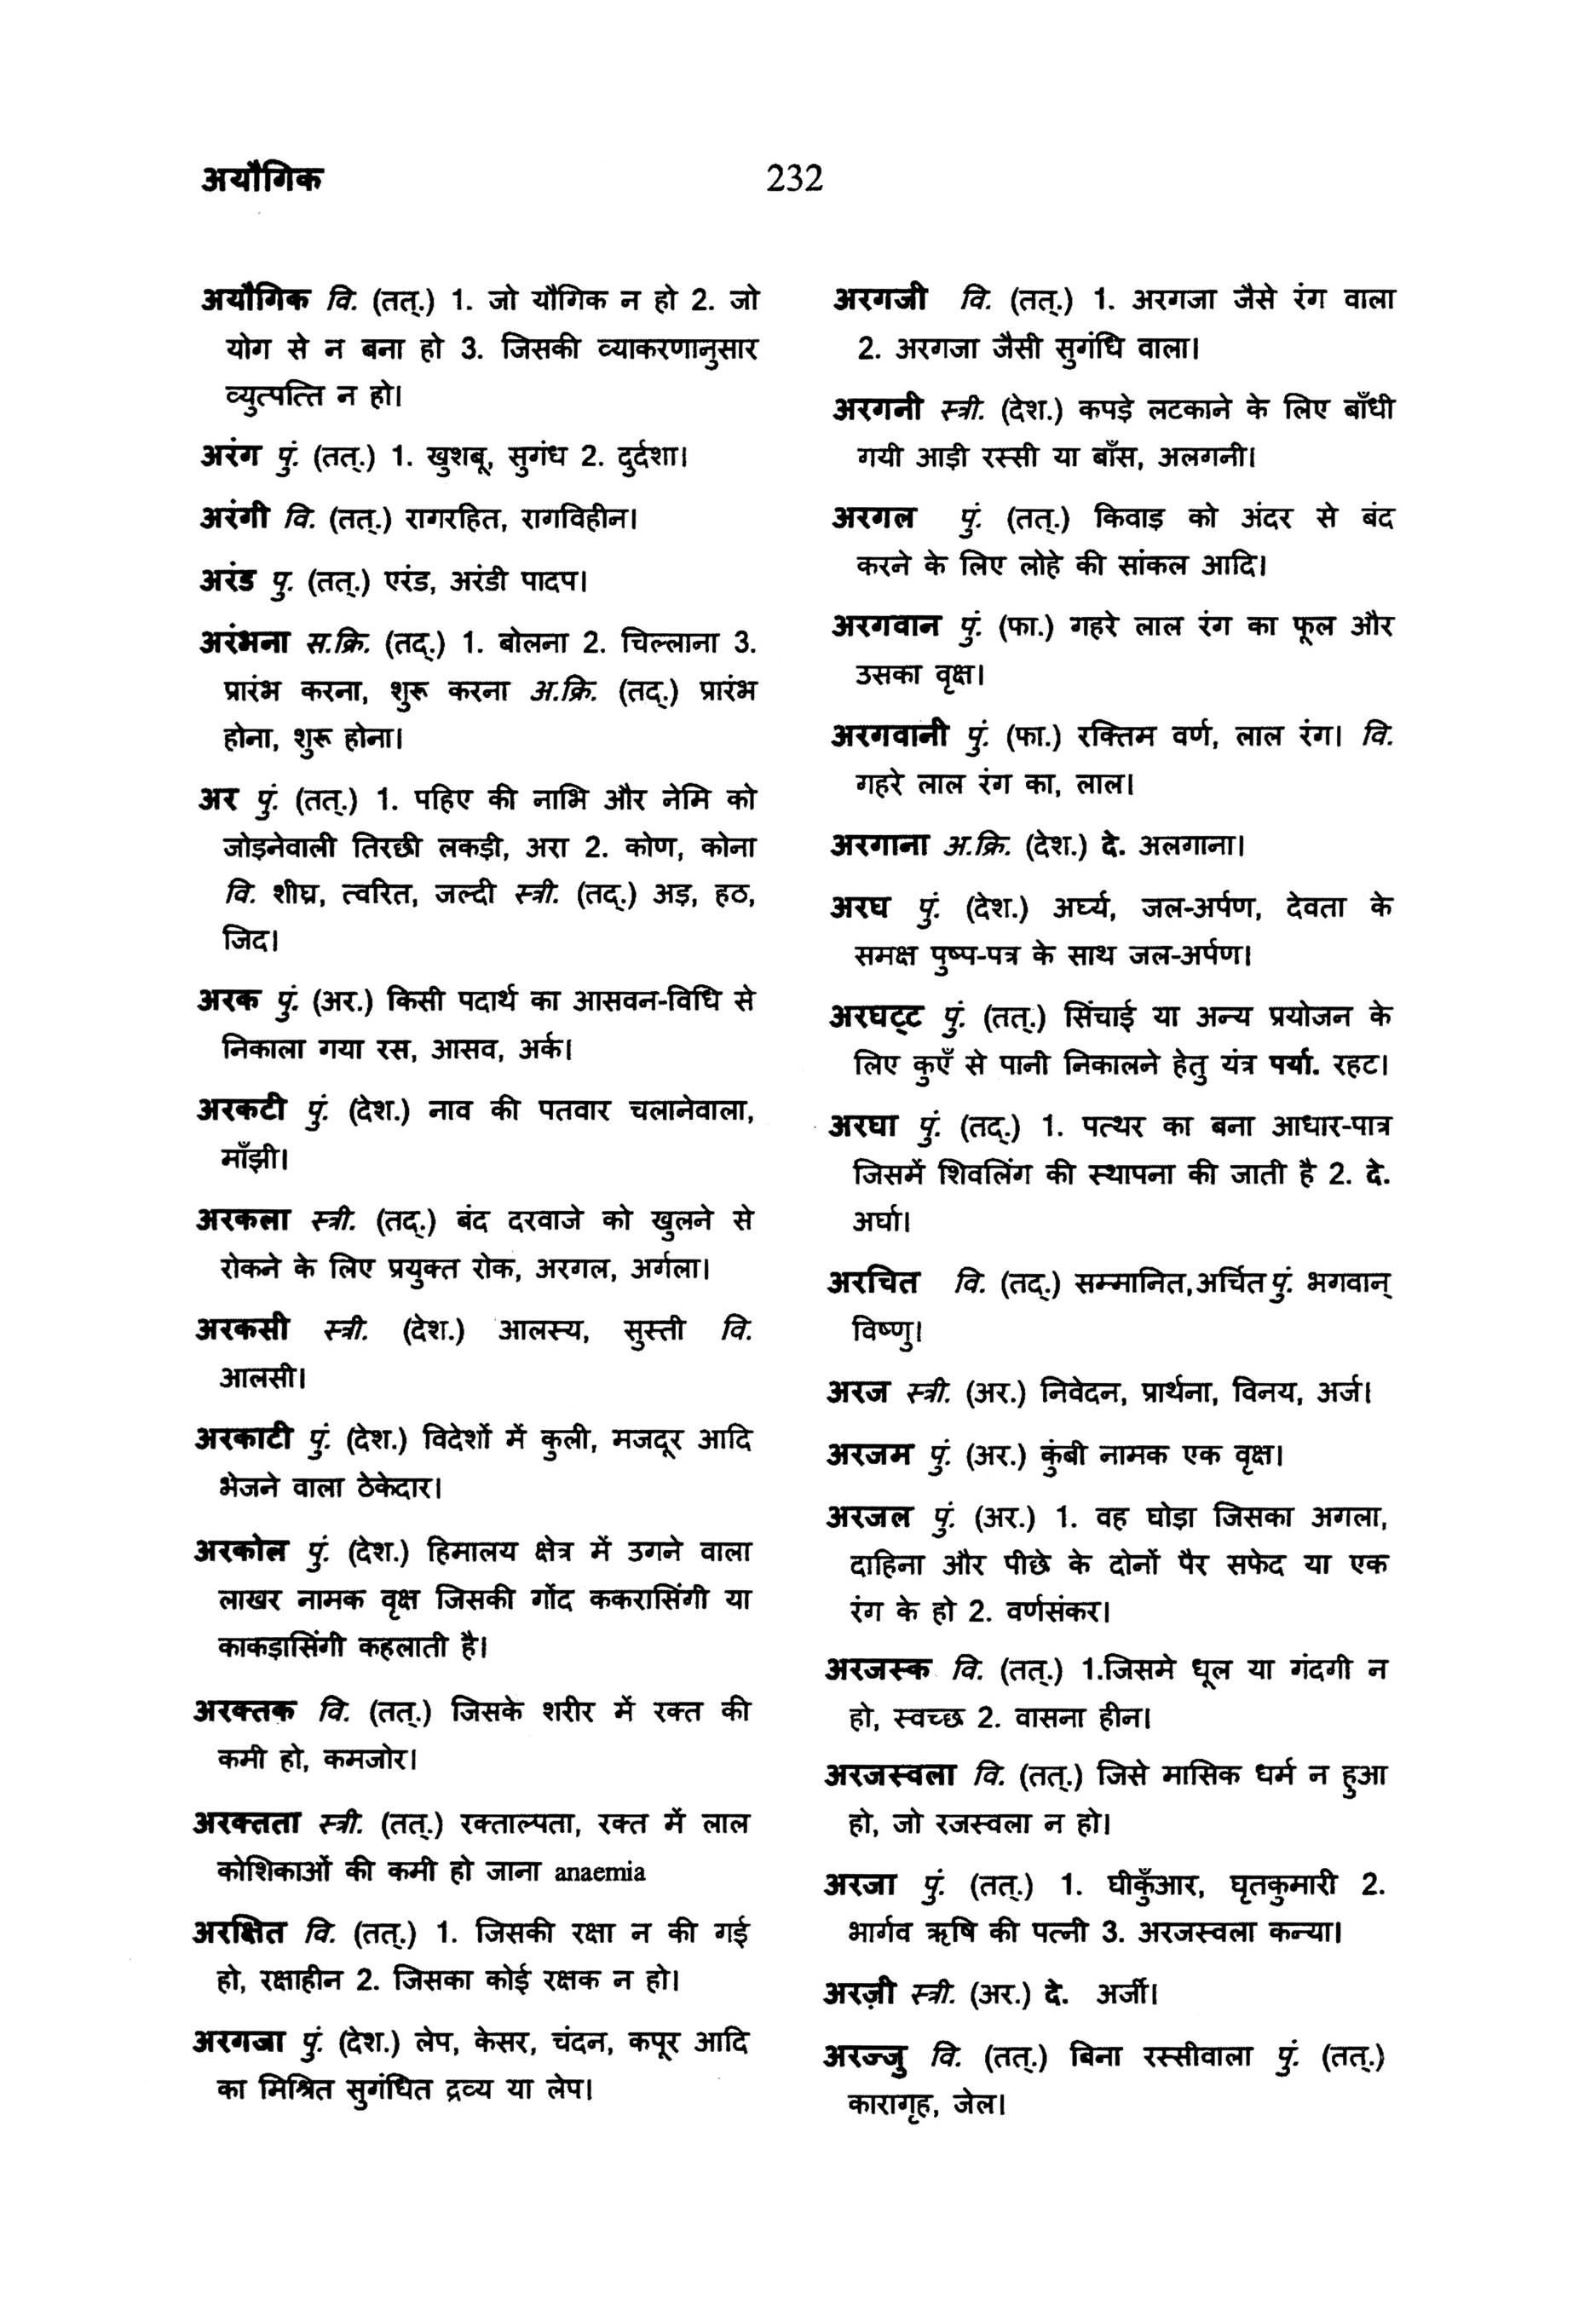 अयौगिक
232
अयौगिक वि. (तत्.) 1. जो यौगिक न हो 2. जो
योग से न बना हो 3. जिसकी व्याकरणानुसार
व्युत्पत्ति न हो।
अरंग पुं. (तत्.) 1. खुशबू, सुगंध 2. दुर्दशा।
अरंगी वि. (तत्.) रागरहित, रागविहीन।
अरंड पु. (तत्.) एरंड, अरंडी पादप।
अरंभना स.क्रि. (तद्.) 1. बोलना 2. चिल्लाना 3.
प्रारंभ करना, शुरू करना अ.क्रि. (तद्.) प्रारंभ
होना, शुरू होना।
अर पुं. (तत्.) 1. पहिए की नाभि और नेमि को
जोड़नेवाली तिरछी लकड़ी, अरा 2. कोण, कोना
वि. शीघ्र, त्वरित, जल्दी स्त्री. (तद्.) अड़, हठ,
जिद।
अरक पुं. (अर.) किसी पदार्थ का आसवन-विधि से
निकाला गया रस, आसव, अर्क।
अरकटी पुं. (देश.) नाव की पतवार चलानेवाला,
माँझी।
अरकला स्त्री. (तद्.) बंद दरवाजे को खुलने से
रोकने के लिए प्रयुक्त रोक, अरगल, अर्गला।
अरकसी स्त्री. (देश.) आलस्य, सुस्ती वि.
आलसी।
अरकाटी पुं. (देश.) विदेशों में कुली, मजदूर आदि
भेजने वाला ठेकेदार।
अरकोल पुं. (देश.) हिमालय क्षेत्र में उगने वाला
लाखर नामक वृक्ष जिसकी गोंद ककरासिंगी या
काकड़ासिंगी कहलाती है।
अरक्तक वि. (तत्.) जिसके शरीर में रक्त की
कमी हो, कमजोर।
अरक्तता स्त्री. (तत्.) रक्ताल्पता, रक्त में लाल
कोशिकाओं की कमी हो जाना anaemia
अरक्षित वि. (तत्.) 1. जिसकी रक्षा न की गई
हो, रक्षाहीन 2. जिसका कोई रक्षक न हो।
अरगजा पुं. (देश.) लेप, केसर, चंदन, कपूर आदि
का मिश्रित सुगंधित द्रव्य या लेप।
अरगजी वि. (तत्.) 1. अरगजा जैसे रंग वाला
2. अरगजा जैसी सुगंधि वाला।
अरगनी स्त्री. (देश.) कपड़े लटकाने के लिए बाँधी
गयी आड़ी रस्सी या बाँस, अलगनी।
अरगल पुं. (तत्.) किवाड़ को अंदर से बंद
करने के लिए लोहे की सांकल आदि।
अरगवान पुं. (फा.) गहरे लाल रंग का फूल और
उसका वृक्ष।
अरगवानी पुं. (फा.) रक्तिम वर्ण, लाल रंग। वि.
गहरे लाल रंग का, लाल।
अरगाना अ.क्रि. (देश.) दे. अलगाना।
अरघ पुं. (देश.) अर्घ्य, जल-अर्पण, देवता के
समक्ष पुष्प-पत्र के साथ जल-अर्पण।
अरघट्ट पुं. (तत्.) सिंचाई या अन्य प्रयोजन के
लिए कुएँ से पानी निकालने हेतु यंत्र पर्या. रहट।
अरघा पुं. (तद्.) 1. पत्थर का बना आधार-पात्र
जिसमें शिवलिंग की स्थापना की जाती है 2. दे.
अर्घा।
अरचित वि. (तद्.) सम्मानित,अर्चित पुं. भगवान्
विष्णु।
अरज स्त्री. (अर.) निवेदन, प्रार्थना, विनय, अर्ज।
अरजम पुं. (अर.) कुंबी नामक एक वृक्ष।
अरजल पुं. (अर.) 1. वह घोड़ा जिसका अगला,
दाहिना और पीछे के दोनों पैर सफेद या एक
रंग के हो 2. वर्णसंकर।
अरजस्क वि. (तत्.) 1.जिसमे धूल या गंदगी न
हो, स्वच्छ 2. वासना हीन।
अरजस्वला वि. (तत्.) जिसे मासिक धर्म न हुआ
हो, जो रजस्वला न हो।
अरजा पुं. (तत्.) 1. घीकुँआर, घृतकुमारी 2.
भार्गव ऋषि की पत्नी 3. अरजस्वला कन्या।
अरज़ी स्त्री. (अर.) दे. अर्जी।
अरज्जु वि. (तत्.) बिना रस्सीवाला पुं. (तत्.)
कारागृह, जेल।